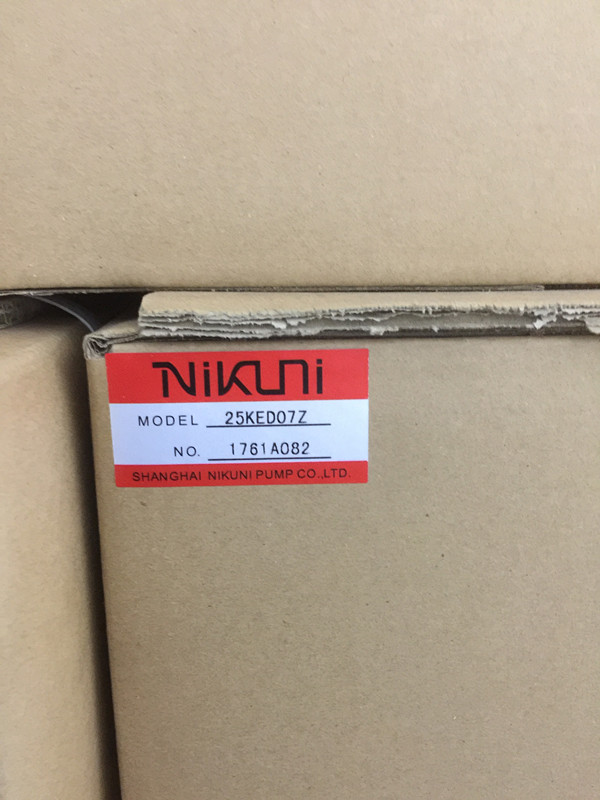 NiKUNi
MODEL 25KED07Z
NO. 1761A082
SHANGHAI NIKUNI PUMP CO.,LTD.